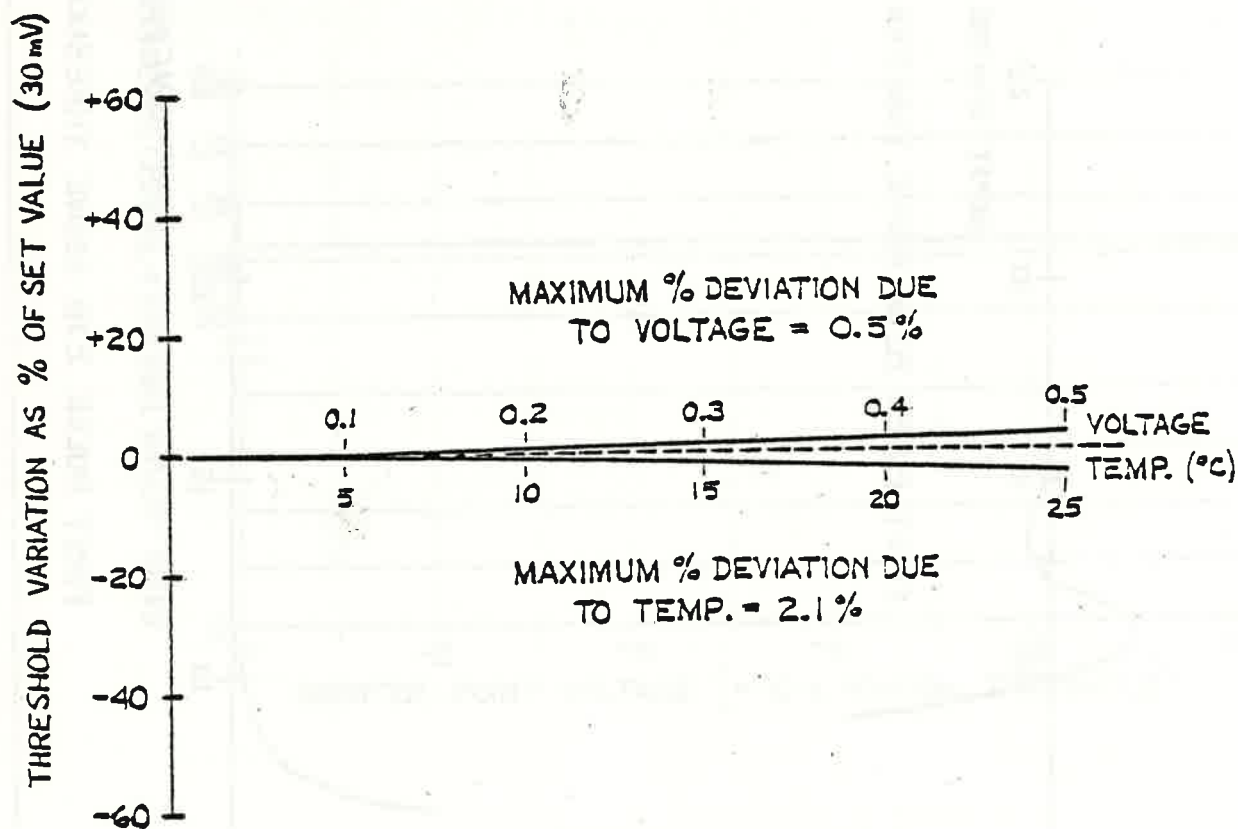 THRESHOLD VARIATION AS % OF SET VALUE (30mV)
+60
+40
+20
0
-20
-40
-60
MAXIMUM % DEVIATION DUE
TO VOLTAGE = 0.5%
0.1 0.2 0.3 0.4 0.5
VOLTAGE
TEMP. (°C)
5 10 15 20 25
MAXIMUM % DEVIATION DUE
TO TEMP. = 2.1%